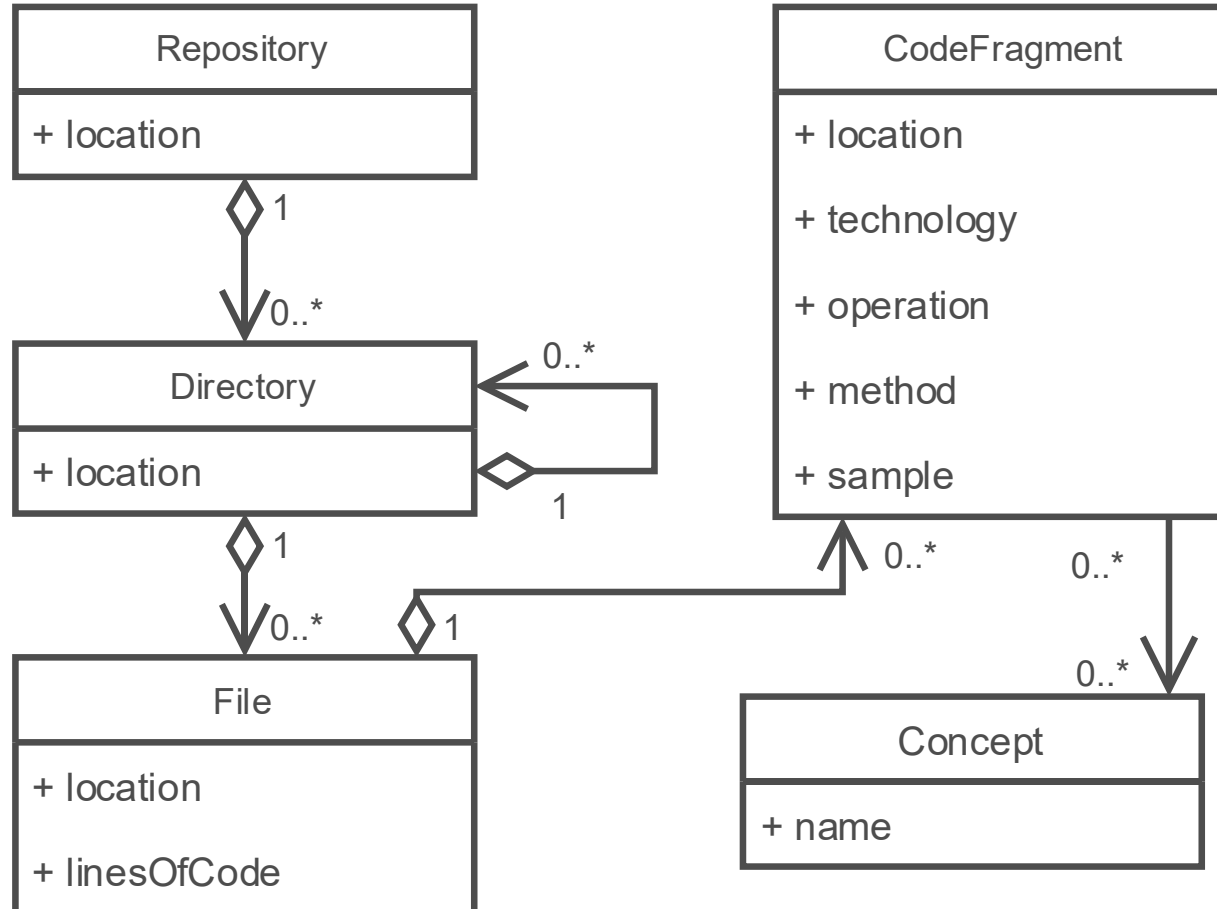 Repository
+ location
1
0..*
Directory
+ location
0..*
1
1
0..*
File
+ location
+ linesOfCode
1
0..*
CodeFragment
+ location
+ technology
+ operation
+ method
+ sample
0..*
0..*
Concept
+ name